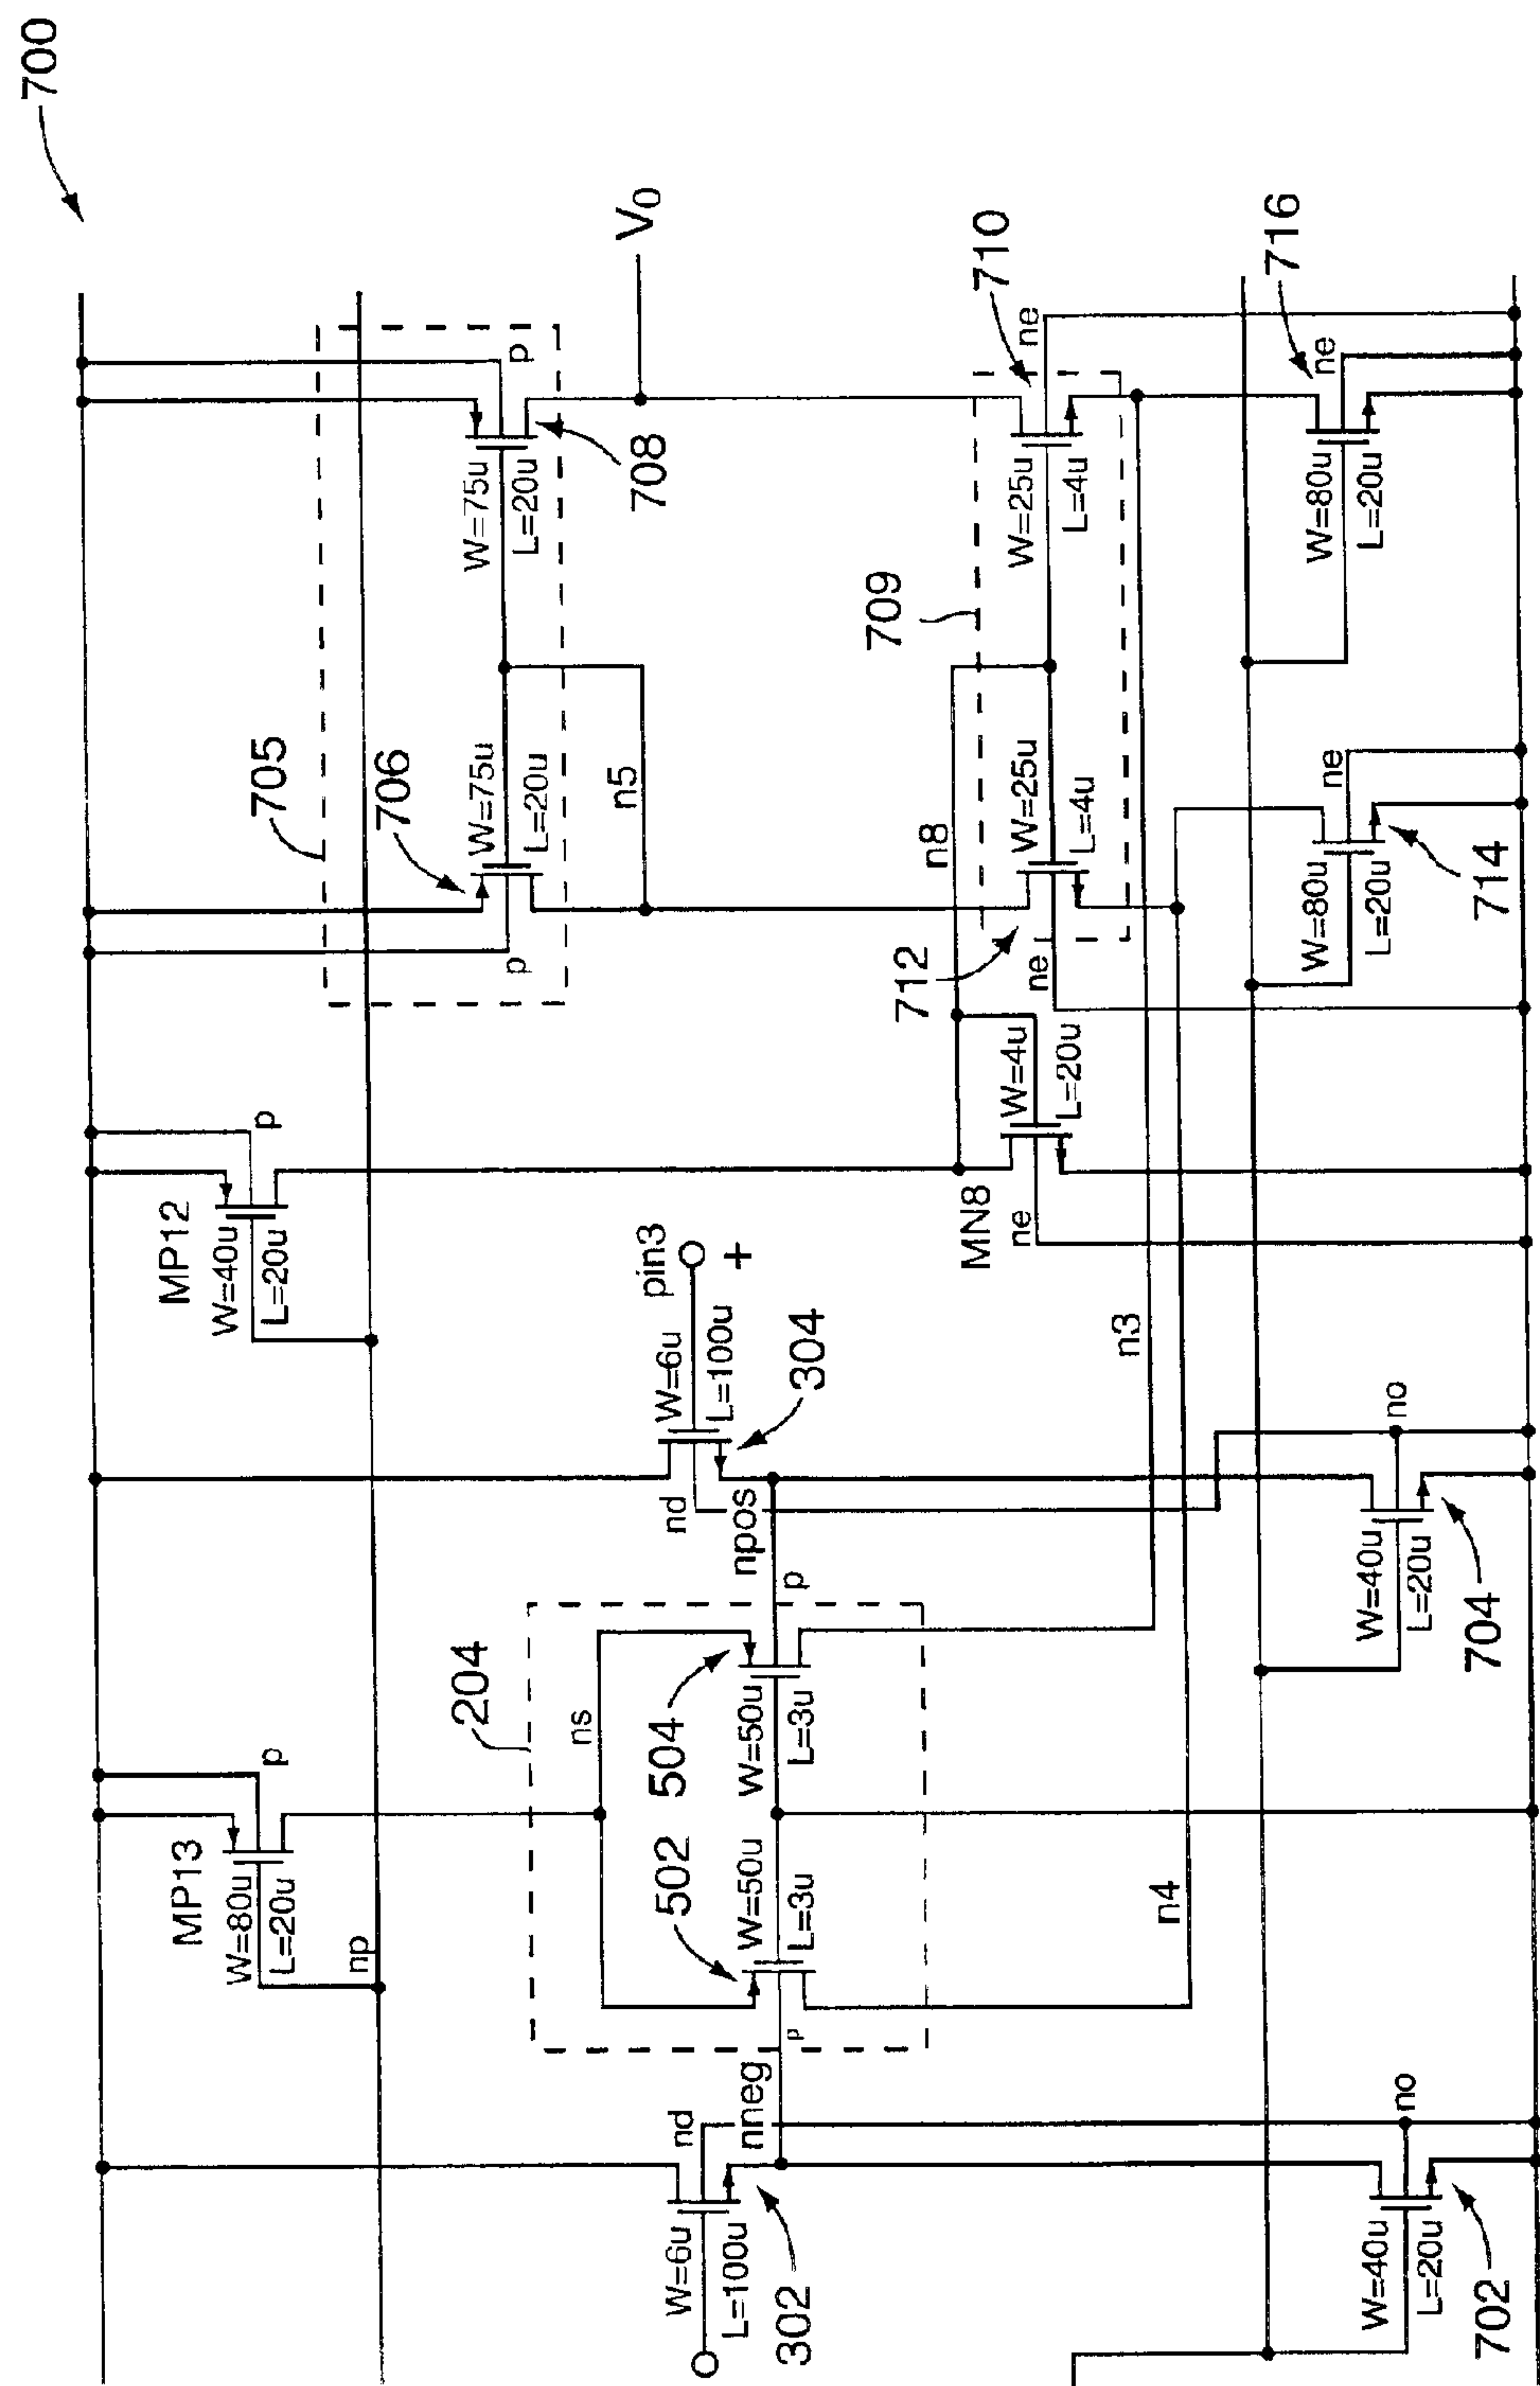 700
MP13
W=80u
L=20u
p
np
MP12
W=40u
L=20u
p
705
706
W=75u
L=20u
p
n5
W=75u
L=20u
p
708
V0
204
ns
502
W=50u
L=3u
p
504
W=50u
L=3u
p
302
W=6u
L=100u
nd
nneg
npos
nd
W=6u
L=100u
pin3
+
304
MN8
ne
W=4u
L=20u
n8
709
712
ne
W=25u
L=4u
W=25u
L=4u
ne
710
n3
n4
702
W=40u
L=20u
no
704
W=40u
L=20u
no
W=80u
L=20u
ne
714
W=80u
L=20u
ne
716